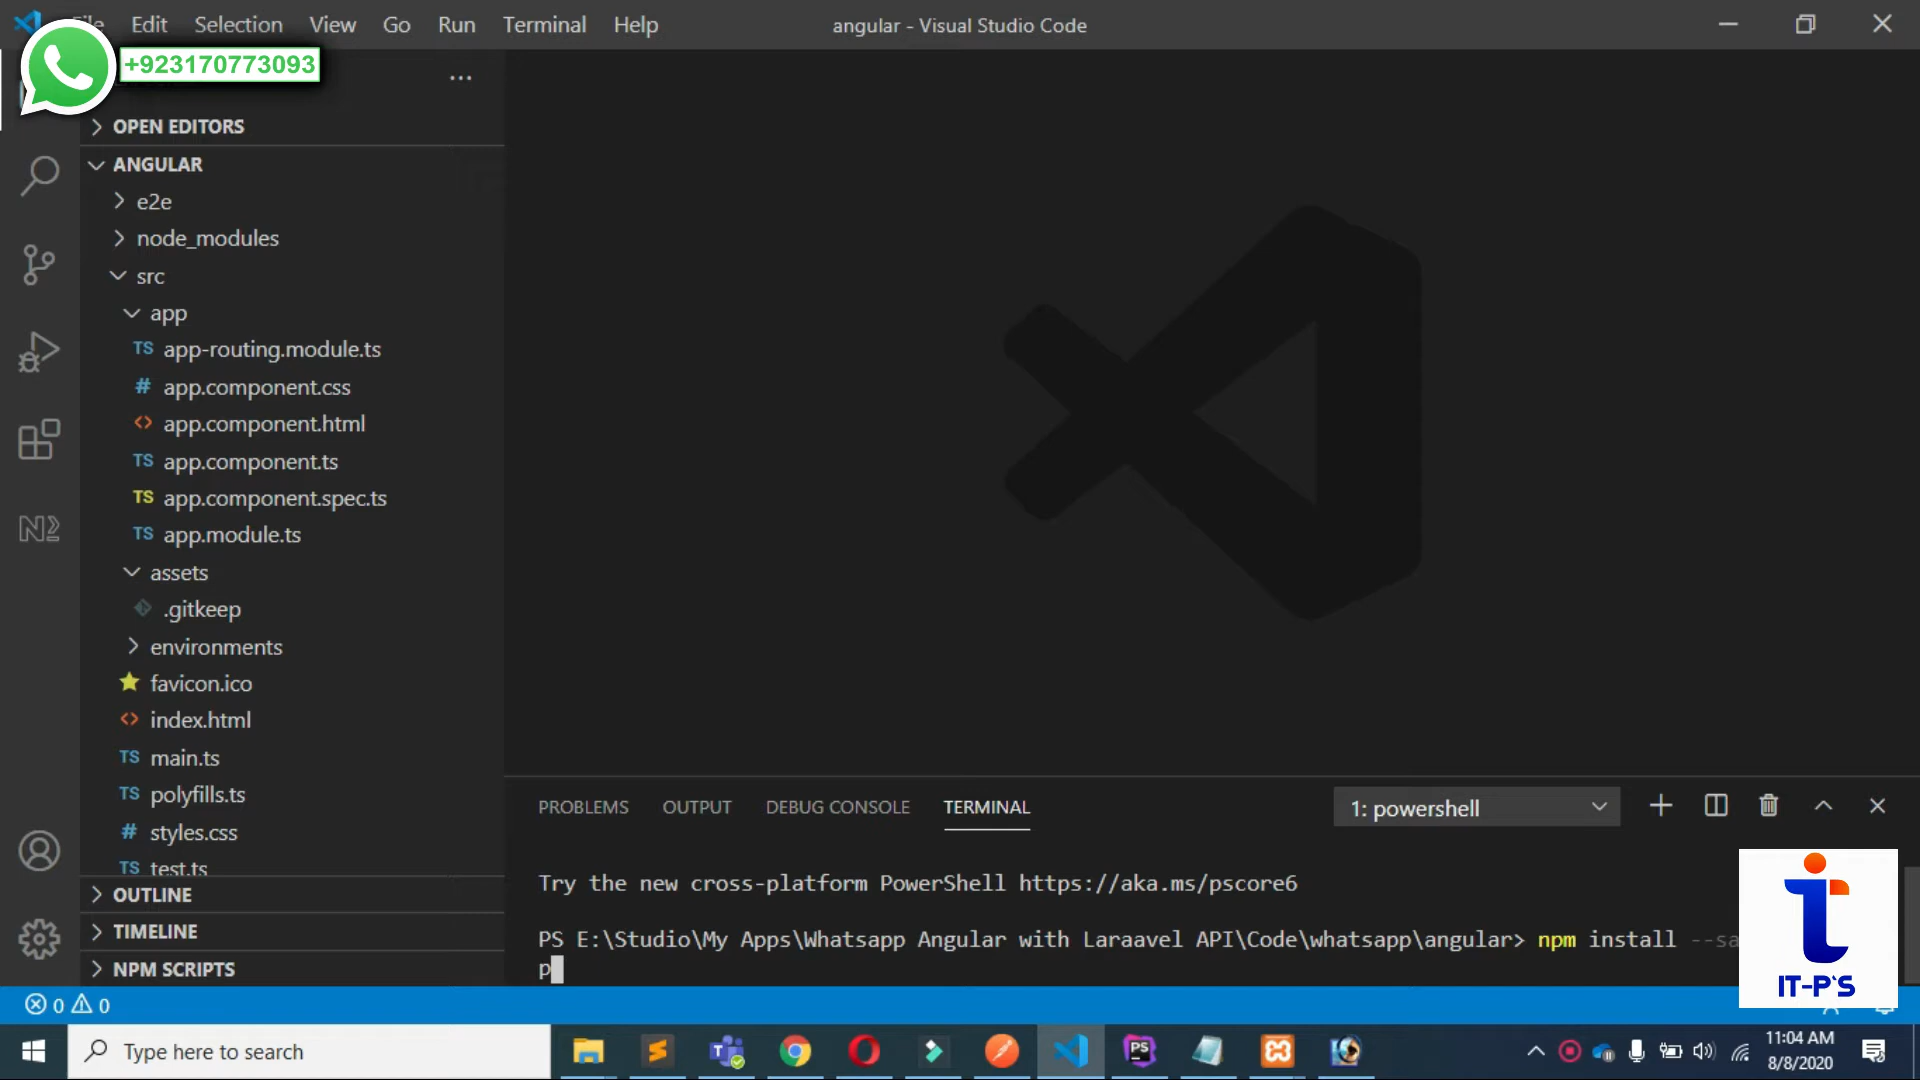 File Edit Selection View Go Run Terminal Help
angular - Visual Studio Code
+923170773093
OPEN EDITORS
ANGULAR
e2e
node_modules
src
app
TS app-routing.module.ts
# app.component.css
<> app.component.html
TS app.component.ts
TS app.component.spec.ts
TS app.module.ts
assets
.gitkeep
environments
favicon.ico
<> index.html
TS main.ts
TS polyfills.ts
# styles.css
TS test.ts
OUTLINE
TIMELINE
NPM SCRIPTS
PROBLEMS OUTPUT DEBUG CONSOLE TERMINAL
1: powershell
Try the new cross-platform PowerShell https://aka.ms/pscore6
PS E:\Studio\My Apps\Whatsapp Angular with Laraavel API\Code\whatsapp\angular> npm install --sa
p
IT-P'S
0 0
Type here to search
PS
11:04 AM
8/8/2020